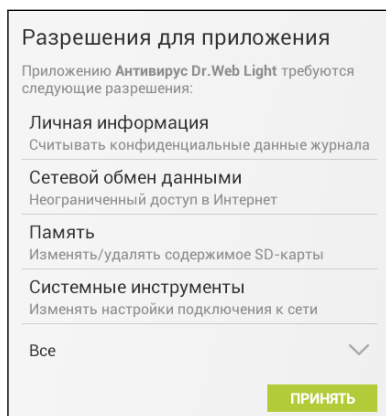 Разрешения для приложения
Приложению Антивирус Dr.Web Light требуются
следующие разрешения:
Личная информация
Считывать конфиденциальные данные журнала
Сетевой обмен данными
Неограниченный доступ в Интернет
Память
Изменять/удалять содержимое SD-карты
Системные инструменты
Изменять настройки подключения к сети
Все
ПРИНЯТЬ